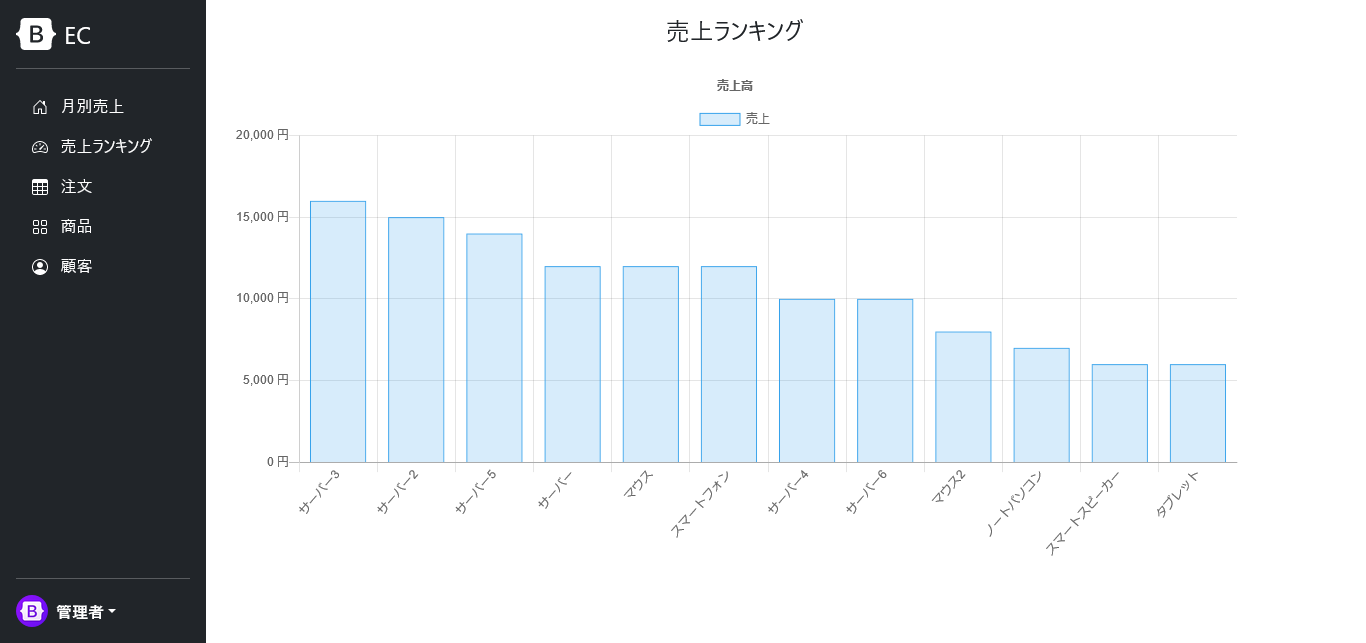 B EC
月別売上
売上ランキング
注文
商品
顧客
B 管理者
売上ランキング
売上高
売上
20,000 円
15,000 円
10,000 円
5,000 円
0 円
サーバー3
サーバー2
サーバー5
サーバー
マウス
スマートフォン
サーバー4
サーバー6
マウス2
ノートパソコン
スマートスピーカー
タブレット